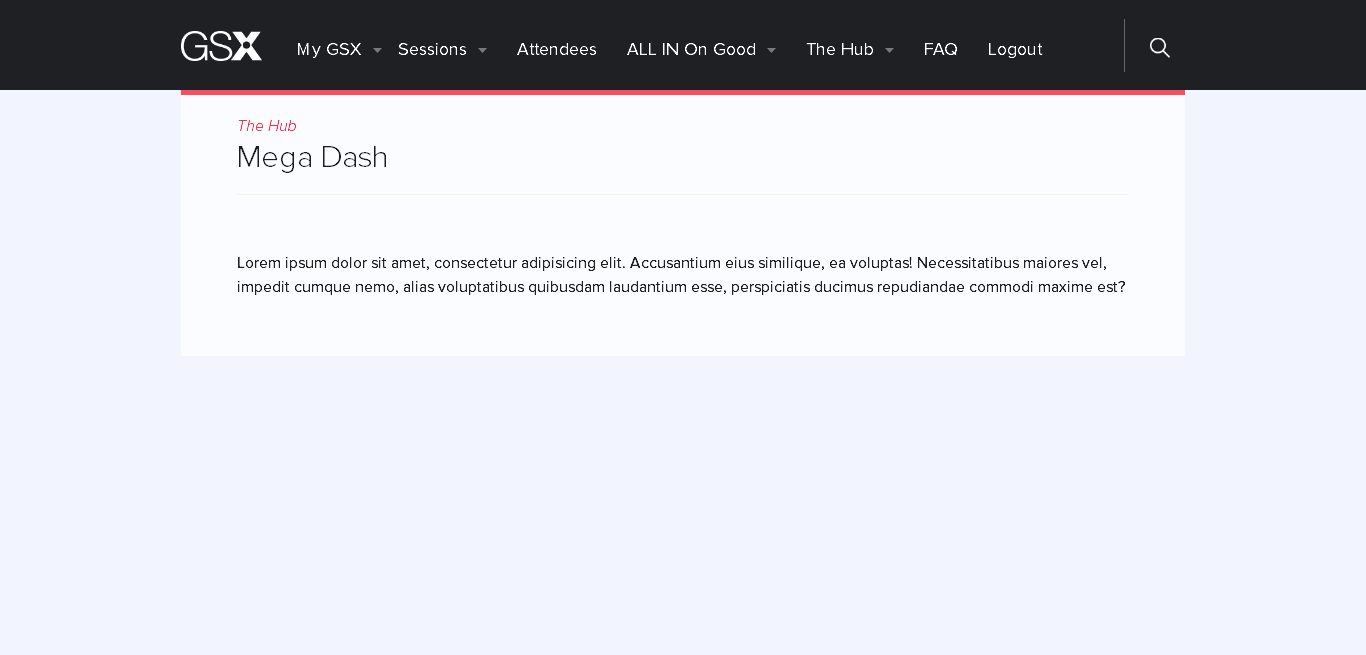 GSX My GSX Sessions Attendees ALL IN On Good The Hub FAQ Logout
The Hub
Mega Dash
Lorem ipsum dolor sit amet, consectetur adipisicing elit. Accusantium eius similique, ea voluptas! Necessitatibus maiores vel,
impedit cumque nemo, alias voluptatibus quibusdam laudantium esse, perspiciatis ducimus repudiandae commodi maxime est?